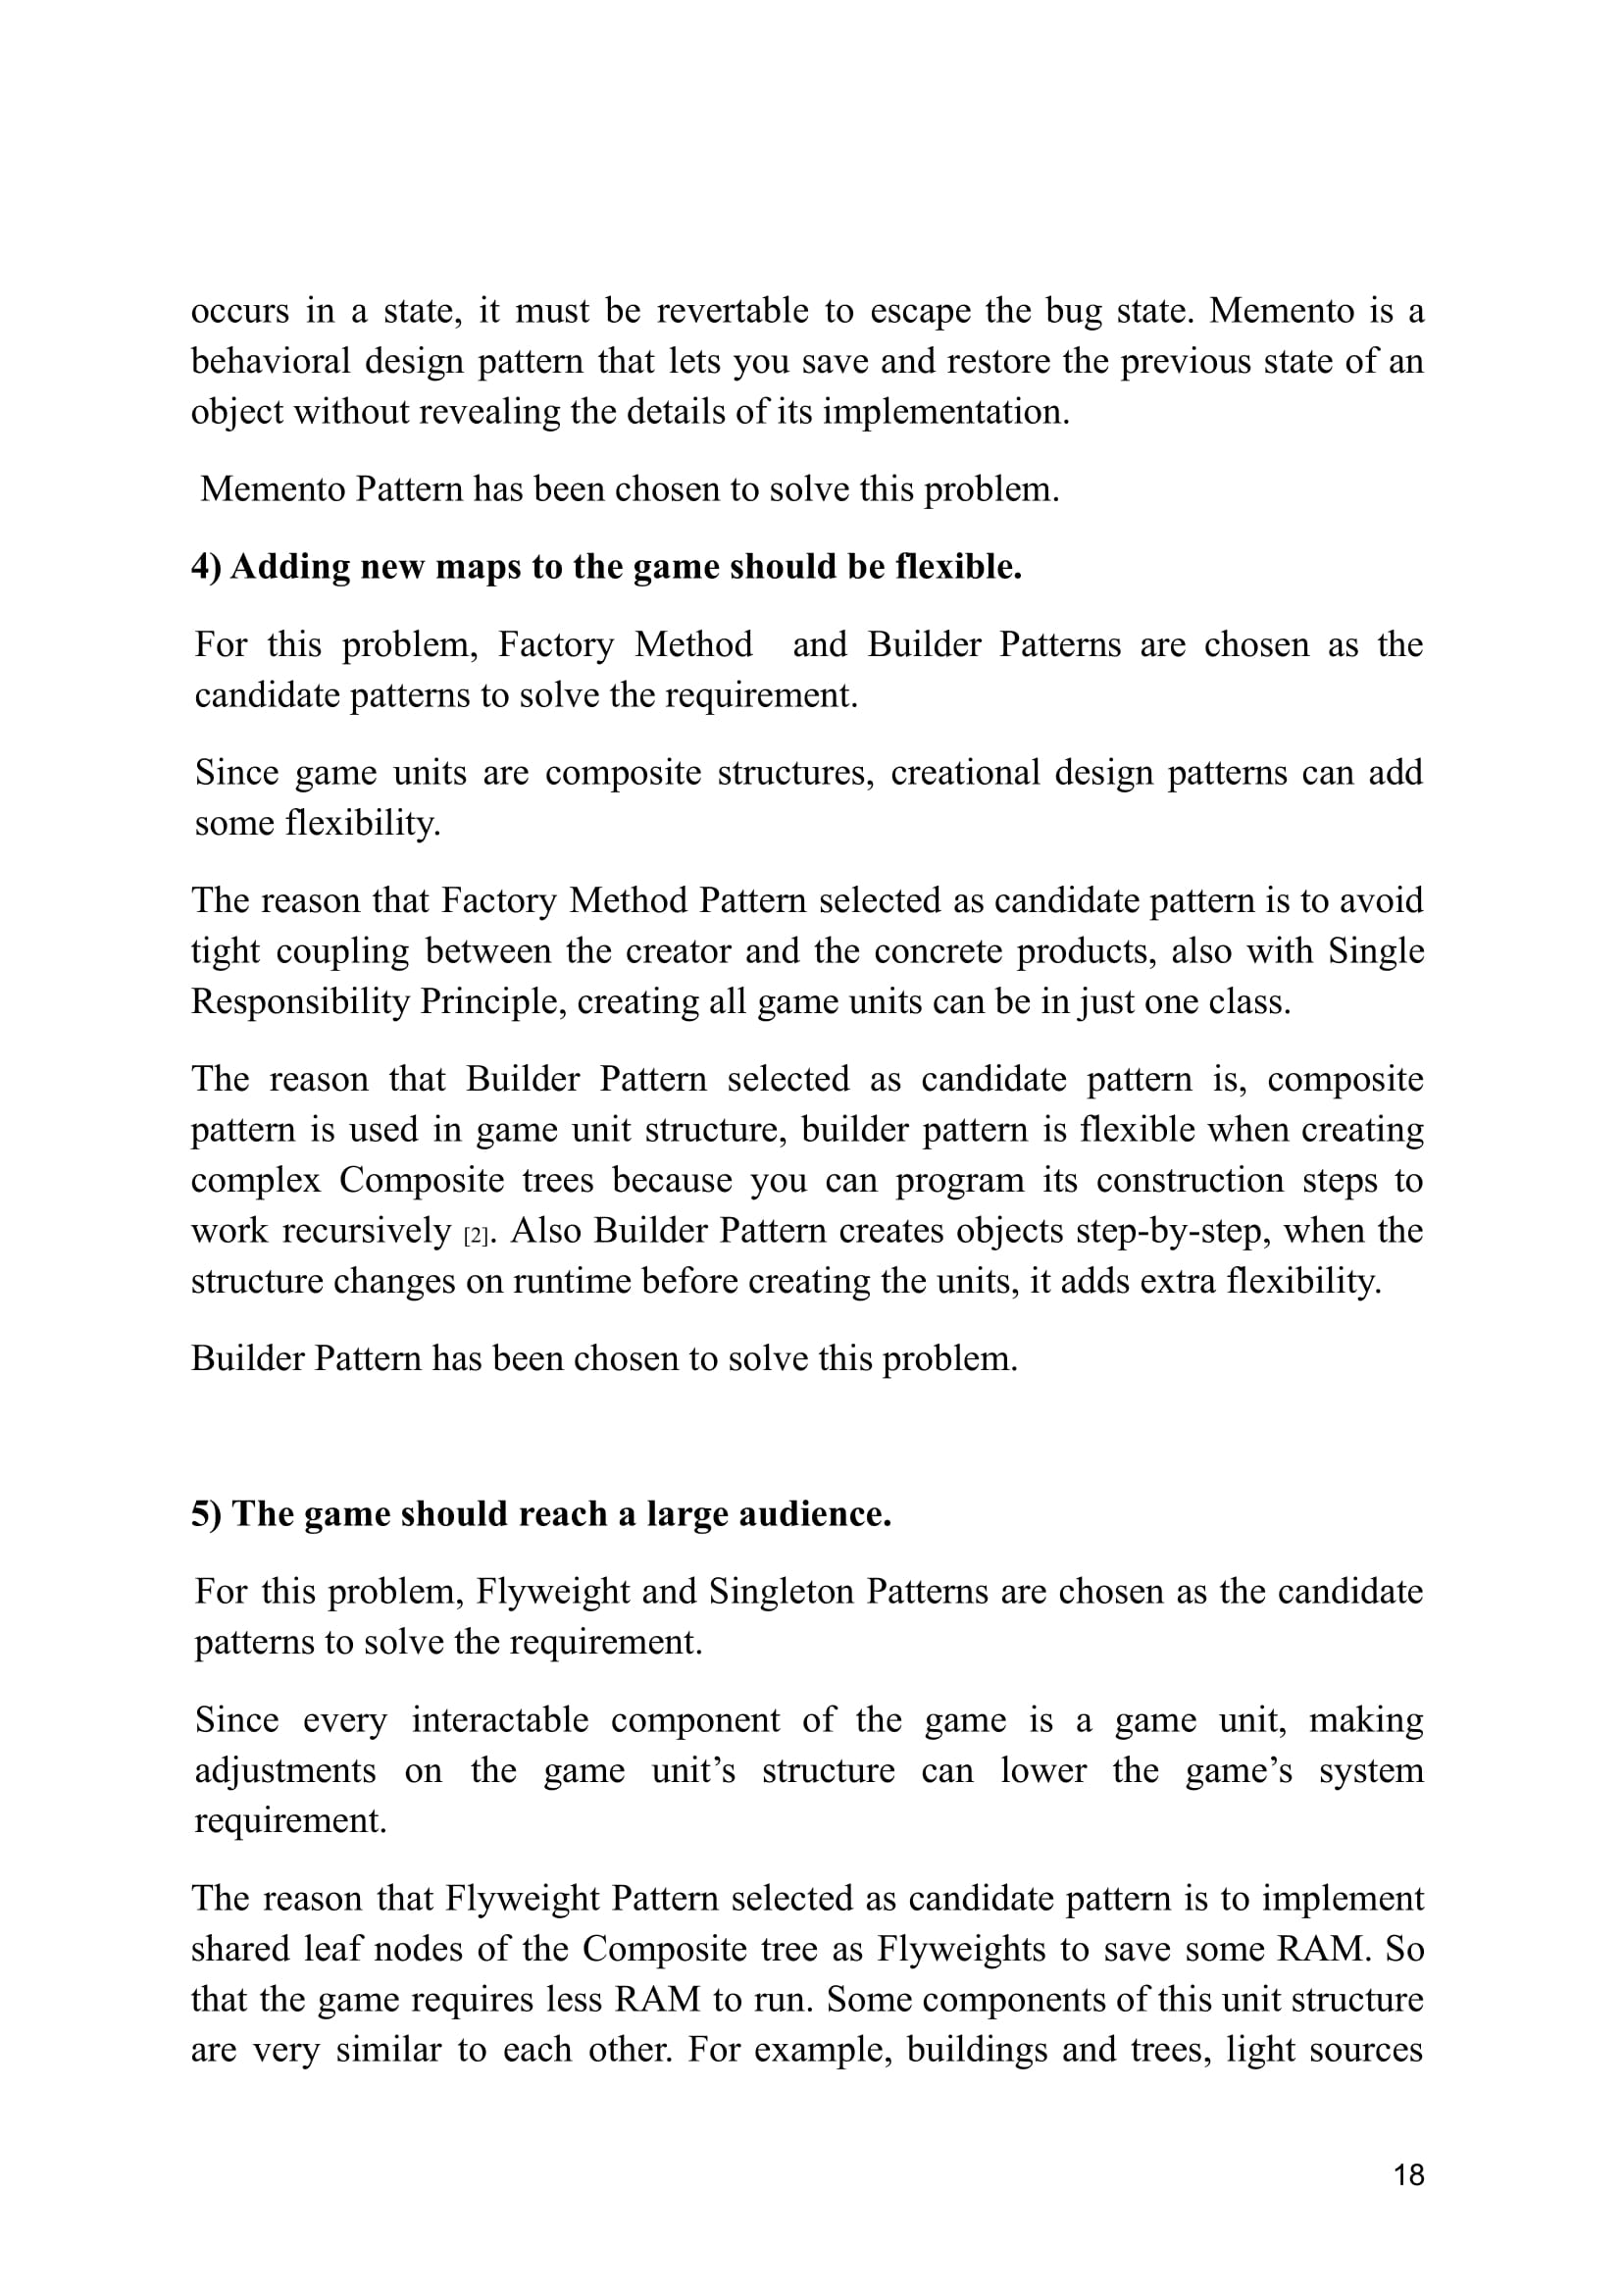 occurs in a state, it must be revertable to escape the bug state. Memento is a
behavioral design pattern that lets you save and restore the previous state of an
object without revealing the details of its implementation.
Memento Pattern has been chosen to solve this problem.
4) Adding new maps to the game should be flexible.
For this problem, Factory Method  and Builder Patterns are chosen as the
candidate patterns to solve the requirement.
Since game units are composite structures, creational design patterns can add
some flexibility.
The reason that Factory Method Pattern selected as candidate pattern is to avoid
tight coupling between the creator and the concrete products, also with Single
Responsibility Principle, creating all game units can be in just one class.
The reason that Builder Pattern selected as candidate pattern is, composite
pattern is used in game unit structure, builder pattern is flexible when creating
complex Composite trees because you can program its construction steps to
work recursively [2]. Also Builder Pattern creates objects step-by-step, when the
structure changes on runtime before creating the units, it adds extra flexibility.
Builder Pattern has been chosen to solve this problem.
5) The game should reach a large audience.
For this problem, Flyweight and Singleton Patterns are chosen as the candidate
patterns to solve the requirement.
Since every interactable component of the game is a game unit, making
adjustments on the game unit’s structure can lower the game’s system
requirement.
The reason that Flyweight Pattern selected as candidate pattern is to implement
shared leaf nodes of the Composite tree as Flyweights to save some RAM. So
that the game requires less RAM to run. Some components of this unit structure
are very similar to each other. For example, buildings and trees, light sources
18